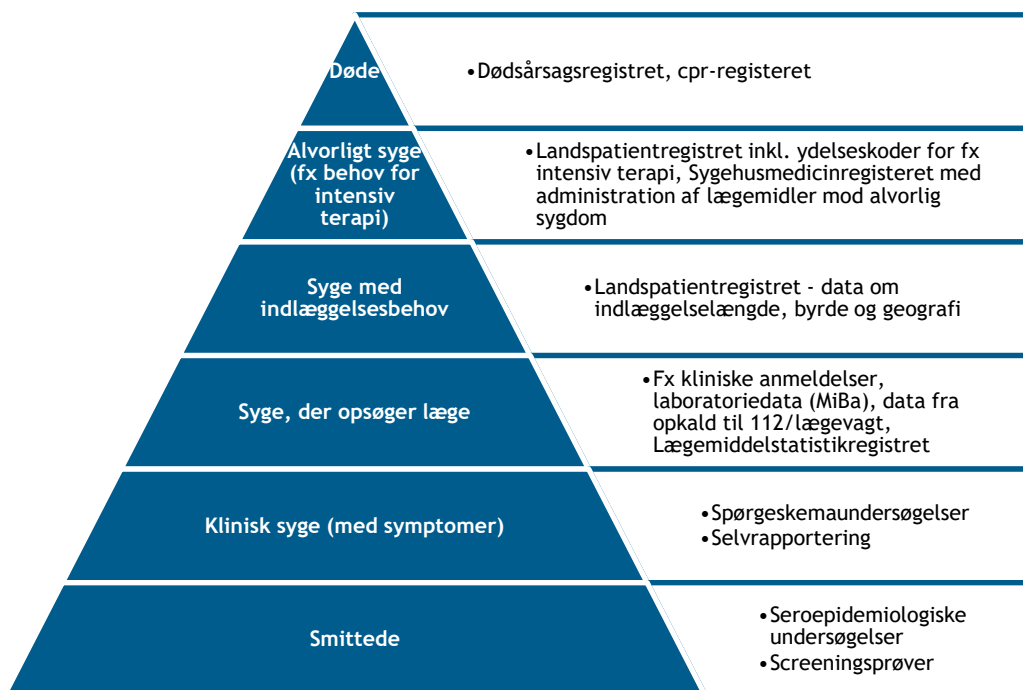 Døde
•Dødsårsagsregistret, cpr-registeret
Alvorligt syge
(fx behov for
intensiv
terapi)
•Landspatientregistret inkl. ydelseskoder for fx
intensiv terapi, Sygehusmedicinregisteret med
administration af lægemidler mod alvorlig
sygdom
Syge med
indlæggelsesbehov
•Landspatientregistret - data om
indlæggelselængde, byrde og geografi
Syge, der opsøger læge
•Fx kliniske anmeldelser,
laboratoriedata (MiBa), data fra
opkald til 112/lægevagt,
Lægemiddelstatistikregistret
Klinisk syge (med symptomer)
•Spørgeskemaundersøgelser
•Selvrapportering
Smittede
•Seroepidemiologiske
undersøgelser
•Screeningsprøver